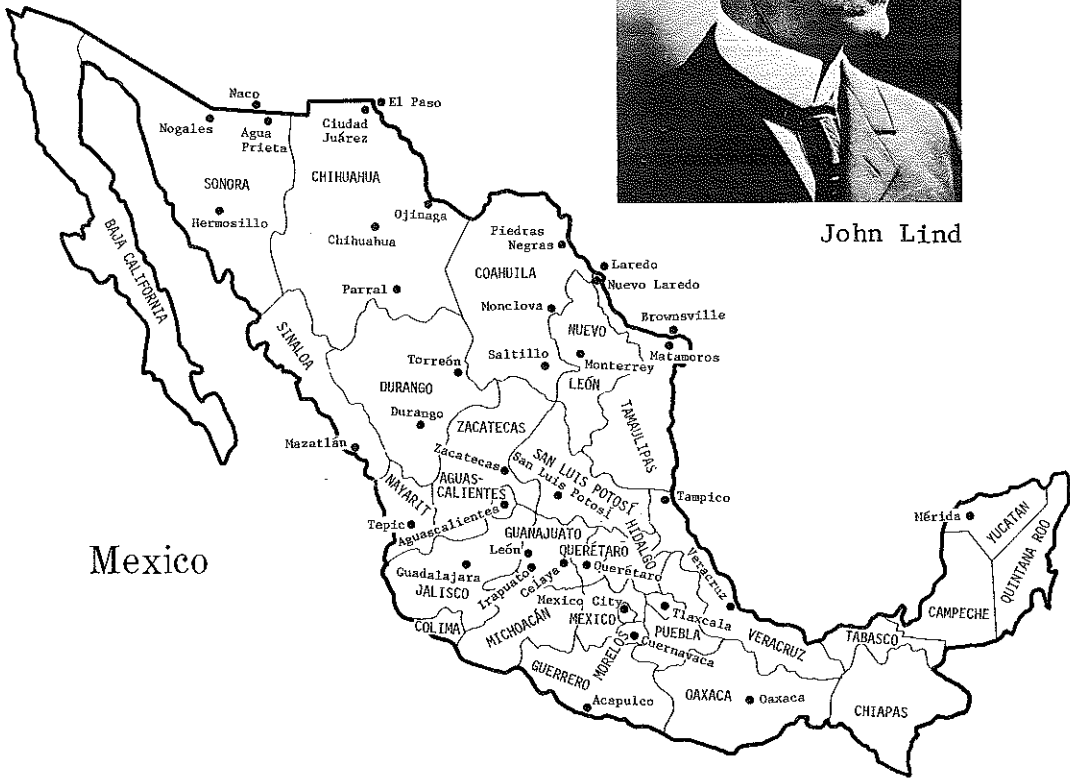 Naco
El Paso
Nogales
Agua
Prieta
Ciudad
Juárez
SONORA
CHIHUAHUA
Hermosillo
Ojinaga
Chihuahua
Piedras
Negras
COAHUILA
Laredo
Nuevo Laredo
John Lind
BAJA CALIFORNIA
Parral
Monclova
Brownsville
NUEVO
LEÓN
Matamoros
SINALOA
Torreón
Saltillo
Monterrey
DURANGO
Durango
ZACATECAS
TAMAULIPAS
Mazatlán
Zacatecas
SAN LUIS POTOSÍ
San Luis Potosí
NAYARIT
AGUAS-
CALIENTES
Tampico
Tepic
Aguascalientes
GUANAJUATO
HIDALGO
Mérida
YUCATAN
QUINTANA ROO
Mexico
León
QUERÉTARO
Querétaro
Veracruz
Guadalajara
JALISCO
Irapuato
Celaya
Mexico City
MÉXICO
Tlaxcala
CAMPECHE
COLIMA
MICHOACÁN
PUEBLA
VERACRUZ
TABASCO
MORELOS
Cuernavaca
GUERRERO
Acapulco
OAXACA
Oaxaca
CHIAPAS